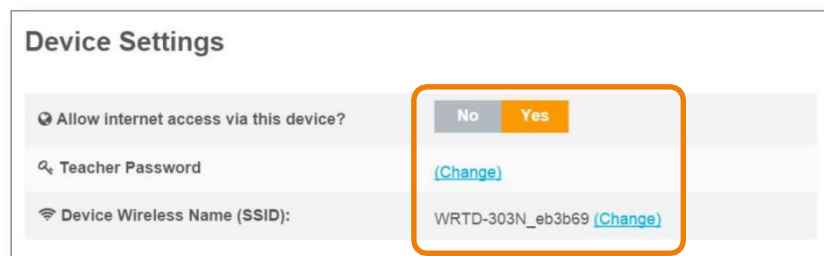 Device Settings
Allow internet access via this device? No Yes
Teacher Password (Change)
Device Wireless Name (SSID): WRTD-303N_eb3b69 (Change)